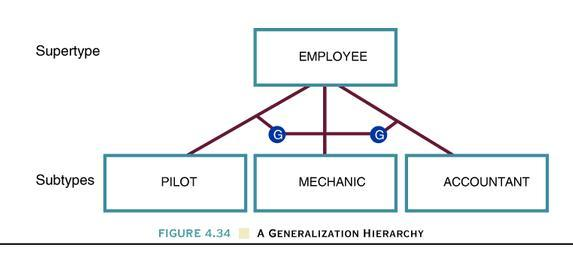 Supertype
EMPLOYEE
G G
Subtypes
PILOT
MECHANIC
ACCOUNTANT
FIGURE 4.34 A GENERALIZATION HIERARCHY